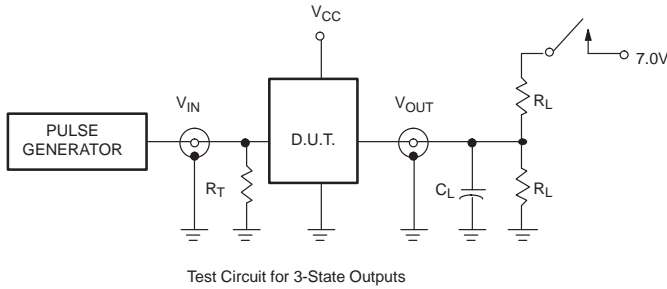 VCC
7.0V
RL
VIN
VOUT
PULSE
GENERATOR
D.U.T.
RT
CL
RL
Test Circuit for 3-State Outputs